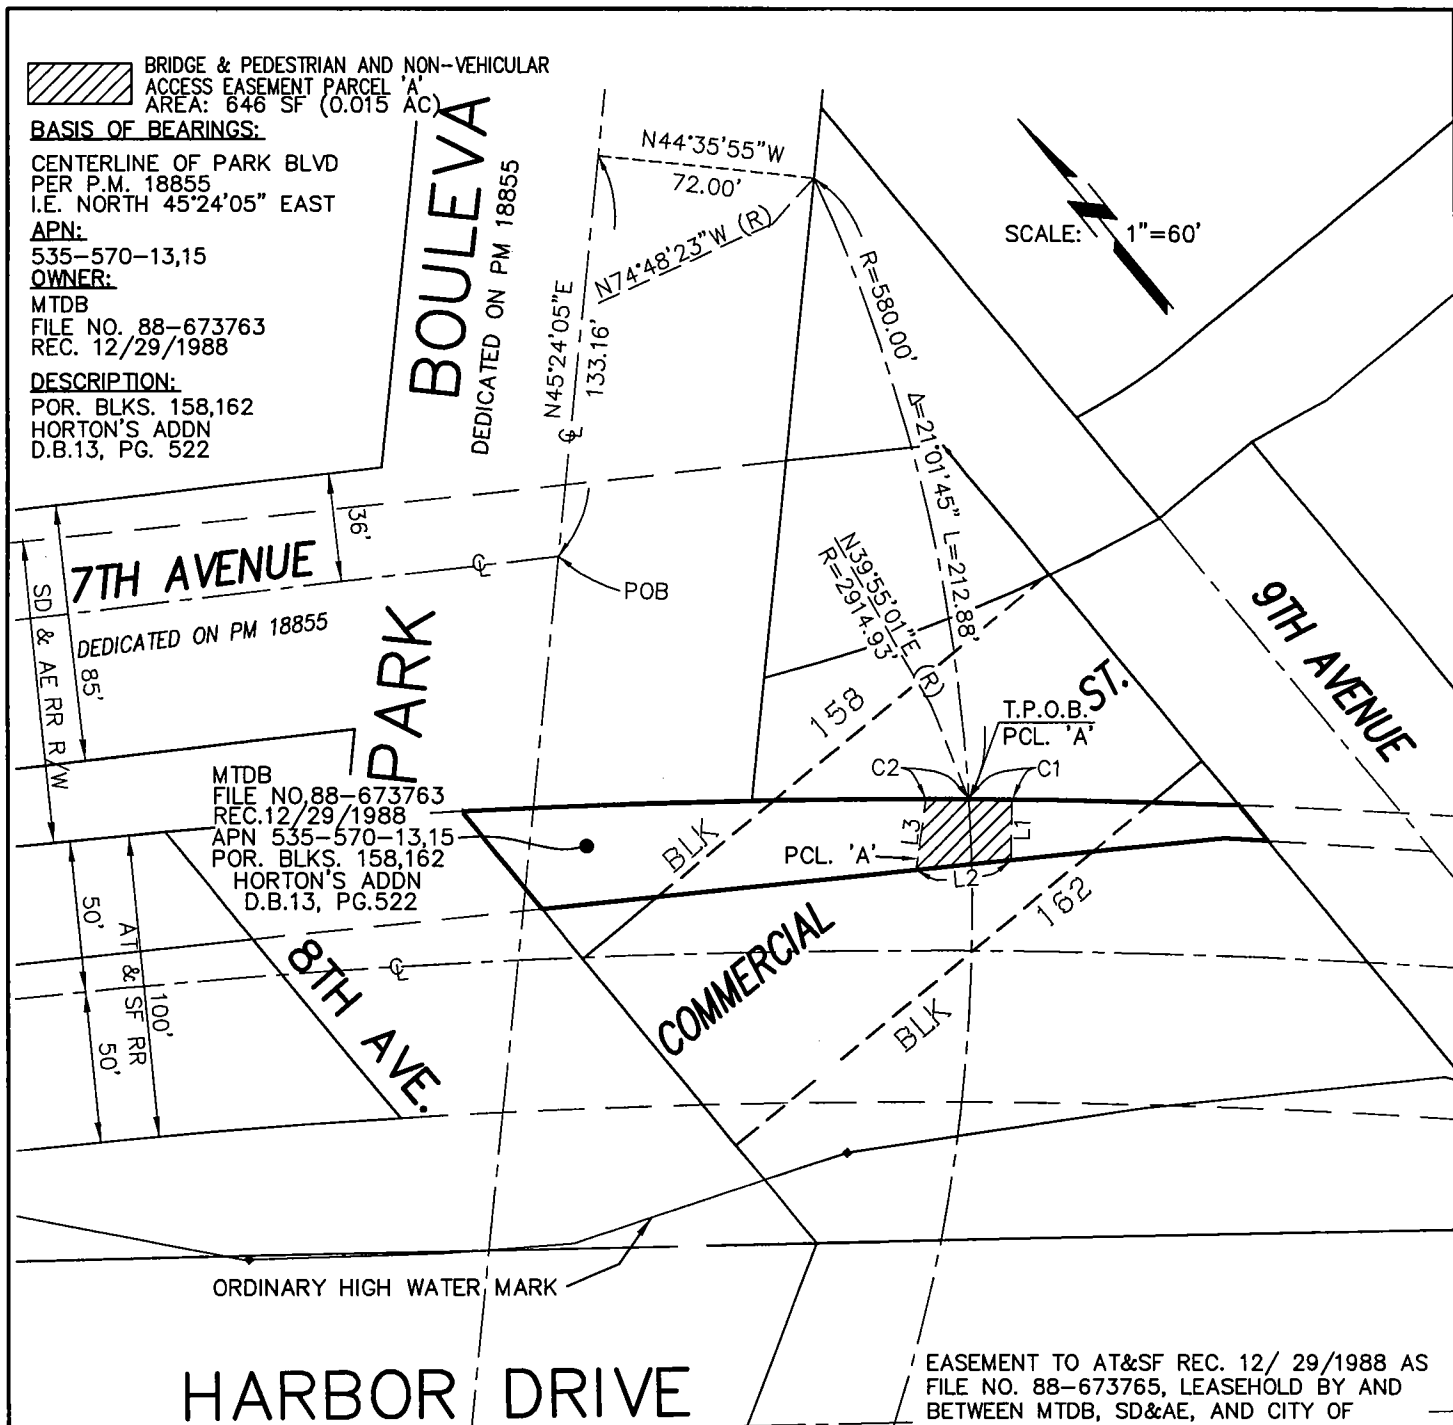 BRIDGE & PEDESTRIAN AND NON-VEHICULAR
ACCESS EASEMENT PARCEL 'A'
AREA: 646 SF (0.015 AC)
BASIS OF BEARINGS:
CENTERLINE OF PARK BLVD
PER P.M. 18855
I.E. NORTH 45°24'05" EAST
APN:
535-570-13,15
OWNER:
MTDB
FILE NO. 88-673763
REC. 12/29/1988
DESCRIPTION:
POR. BLKS. 158,162
HORTON'S ADDN
D.B.13, PG. 522
BOULEVA
DEDICATED ON PM 18855
N44°35'55"W
72.00'
N74°48'23"W (R)
N45°24'05"E
133.16'
℄
SCALE: 1"=60'
R=580.00'
Δ=21°01'45" L=212.88'
N39°55'01"E (R)
R=2914.93'
36'
7TH AVENUE
℄
DEDICATED ON PM 18855
POB
SD & AE RR R/W
85'
PARK
158
ST.
9TH AVENUE
T.P.O.B.
PCL. 'A'
C2
C1
MTDB
FILE NO.88-673763
REC.12/29/1988
APN 535-570-13,15
POR. BLKS. 158,162
HORTON'S ADDN
D.B.13, PG.522
BLK
PCL. 'A'
L3
L1
L2
162
50'
AT & SF RR
100'
50'
8TH AVE.
℄
COMMERCIAL
BLK
ORDINARY HIGH WATER MARK
HARBOR DRIVE
EASEMENT TO AT&SF REC. 12/ 29/1988 AS
FILE NO. 88-673765, LEASEHOLD BY AND
BETWEEN MTDB, SD&AE, AND CITY OF